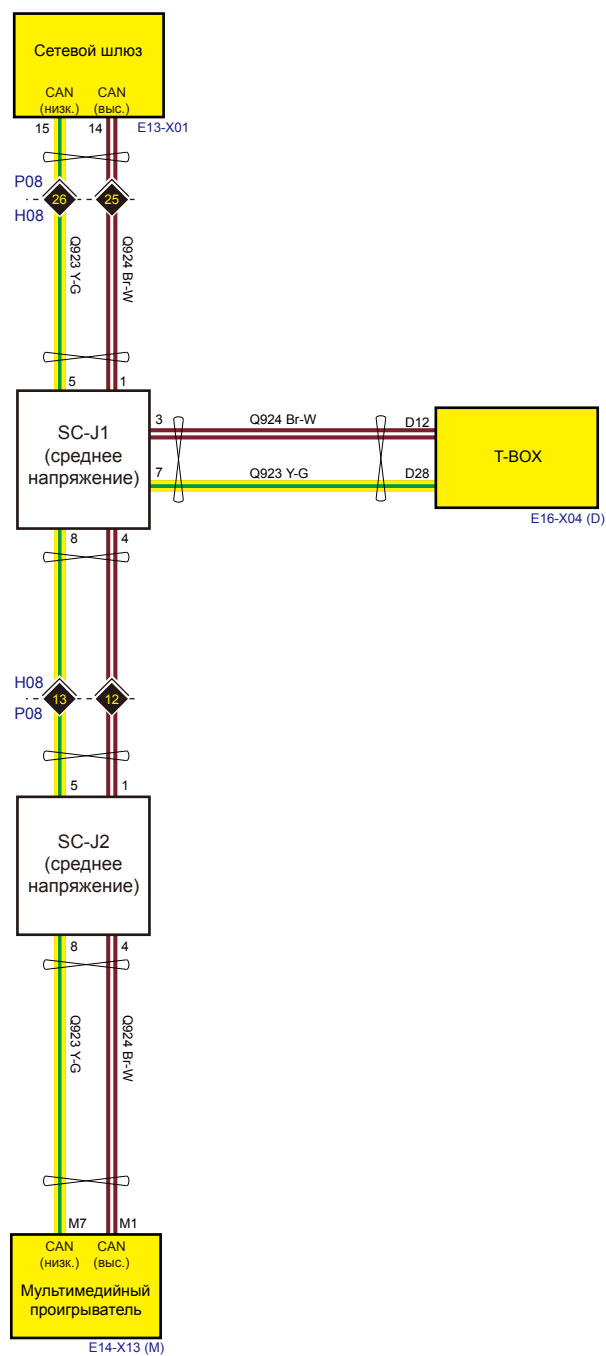 Сетевой шлюз
CAN CAN
(низк.) (выс.)
15 14 E13-X01
P08
26 25
H08
Q923 Y-G
Q924 Br-W
5 1
SC-J1
(среднее
напряжение)
3 Q924 Br-W D12
7 Q923 Y-G D28
T-BOX
E16-X04 (D)
8 4
H08
13 12
P08
5 1
SC-J2
(среднее
напряжение)
8 4
Q923 Y-G
Q924 Br-W
M7 M1
CAN CAN
(низк.) (выс.)
Мультимедийный
проигрыватель
E14-X13 (M)